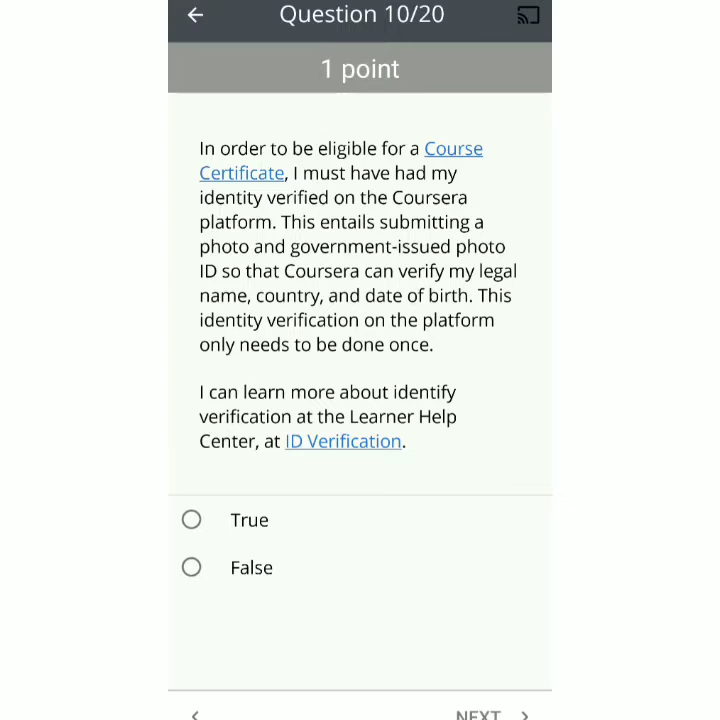 Question 10/20
1 point
In order to be eligible for a Course
Certificate, I must have had my
identity verified on the Coursera
platform. This entails submitting a
photo and government-issued photo
ID so that Coursera can verify my legal
name, country, and date of birth. This
identity verification on the platform
only needs to be done once.
I can learn more about identify
verification at the Learner Help
Center, at ID Verification.
True
False
NEXT